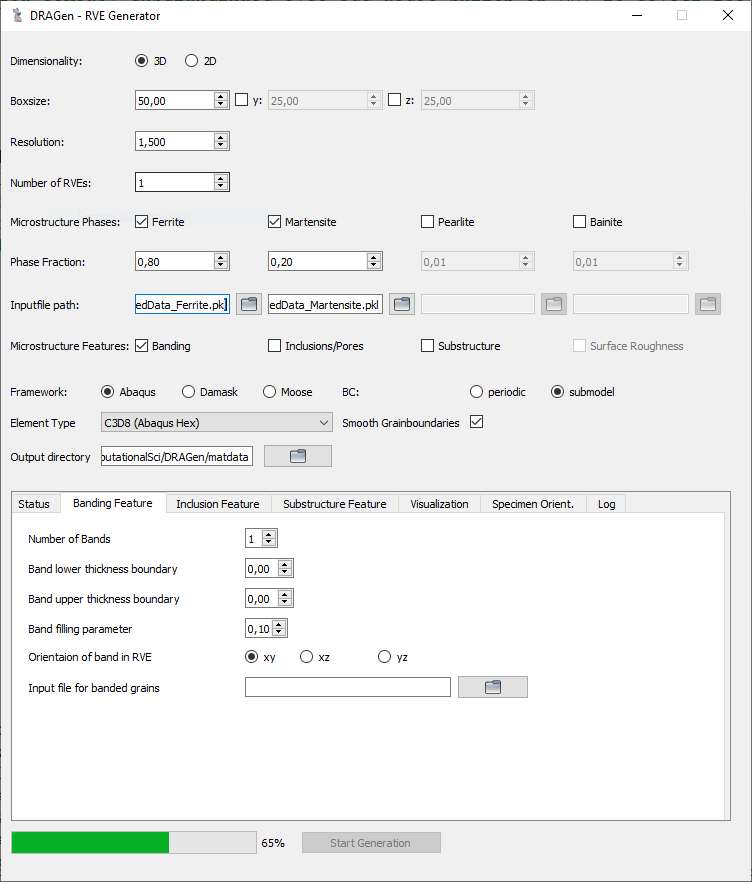 DRAGen - RVE Generator
Dimensionality: 3D 2D
Boxsize: 50,00 y: 25,00 z: 25,00
Resolution: 1,500
Number of RVEs: 1
Microstructure Phases: Ferrite Martensite Pearlite Bainite
Phase Fraction: 0,80 0,20 0,01 0,01
Inputfile path: edData_Ferrite.pkl edData_Martensite.pkl
Microstructure Features: Banding Inclusions/Pores Substructure Surface Roughness
Framework: Abaqus Damask Moose BC: periodic submodel
Element Type C3D8 (Abaqus Hex) Smooth Grainboundaries
Output directory outationalSci/DRAGen/matdata
Status Banding Feature Inclusion Feature Substructure Feature Visualization Specimen Orient. Log
Number of Bands 1
Band lower thickness boundary 0,00
Band upper thickness boundary 0,00
Band filling parameter 0,10
Orientaion of band in RVE xy xz yz
Input file for banded grains
65% Start Generation